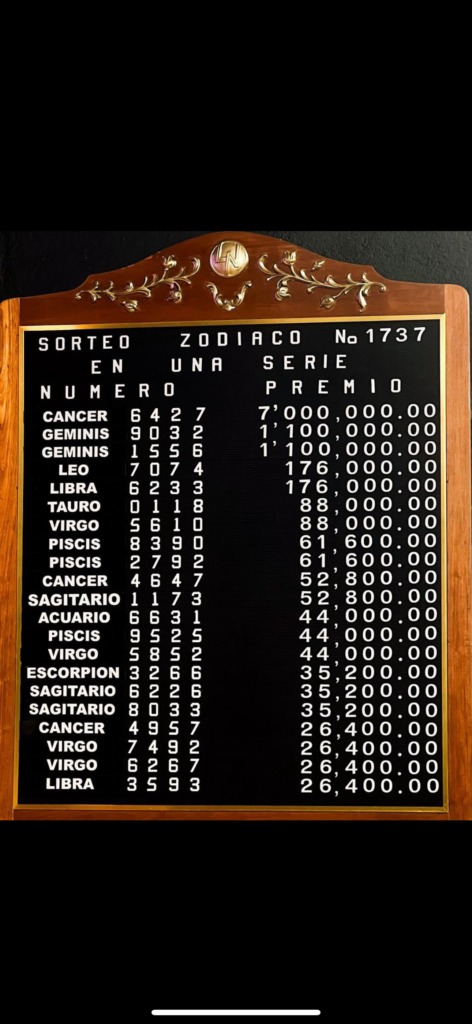 SORTEO ZODIACO No 1737
EN UNA SERIE
NUMERO PREMIO
CANCER 6427 7'000,000.00
GEMINIS 9032 1'100,000.00
GEMINIS 1556 1'100,000.00
LEO 7074 176,000.00
LIBRA 6233 176,000.00
TAURO 0118 88,000.00
VIRGO 5610 88,000.00
PISCIS 8390 61,600.00
PISCIS 2792 61,600.00
CANCER 4647 52,800.00
SAGITARIO 1173 52,800.00
ACUARIO 6631 44,000.00
PISCIS 9525 44,000.00
VIRGO 5852 44,000.00
ESCORPION 3266 35,200.00
SAGITARIO 6226 35,200.00
SAGITARIO 8033 35,200.00
CANCER 4957 26,400.00
VIRGO 7492 26,400.00
VIRGO 6267 26,400.00
LIBRA 3593 26,400.00